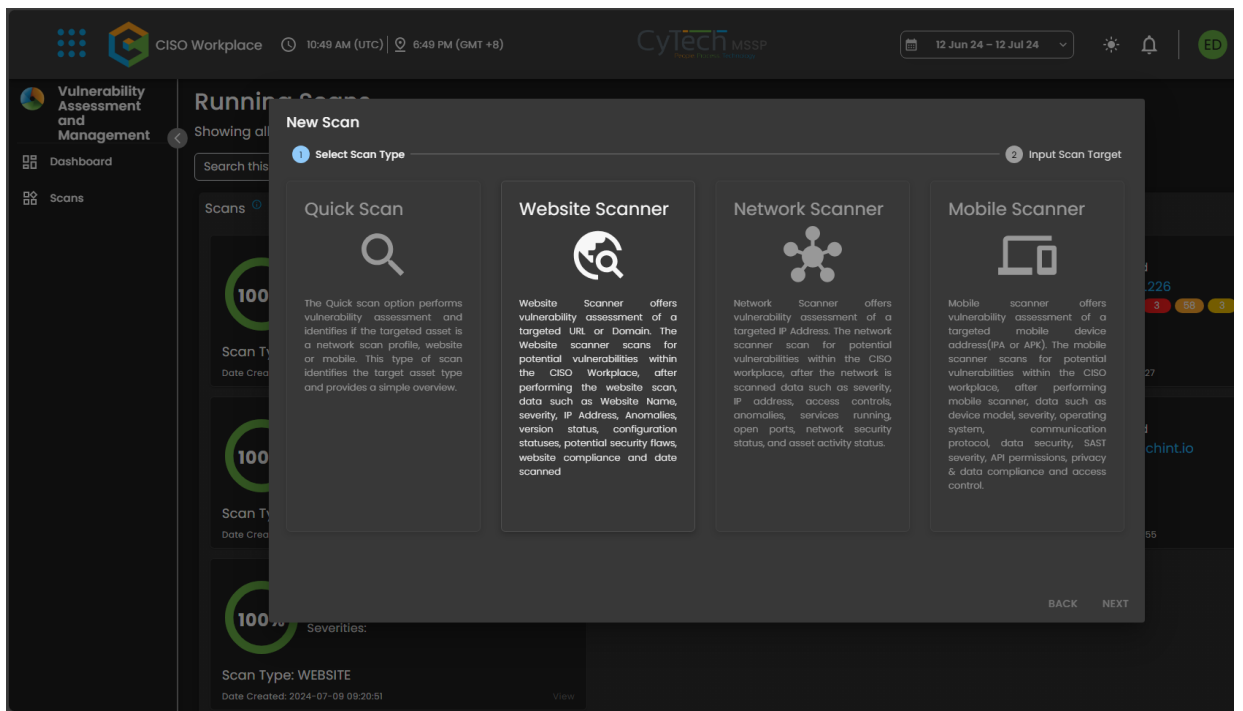 CISO Workplace
10:49 AM (UTC)
6:49 PM (GMT +8)
CyTech MSSP
12 Jun 24 – 12 Jul 24
ED
Vulnerability
Assessment
and
Management
Dashboard
Scans
Showing all
Search this
Scans
100
Scan
Date Crea
100
Scan
Date Crea
100%
Severities:
Scan Type: WEBSITE
Date Created: 2024-07-09 09:20:51
View
.226
3
58
3
27
chint.io
55
New Scan
1
Select Scan Type
2
Input Scan Target
Quick Scan
The Quick scan option performs
vulnerability assessment and
identifies if the targeted asset is
a network scan profile, website
or mobile. This type of scan
identifies the target asset type
and provides a simple overview.
Website Scanner
Website Scanner offers
vulnerability assessment of a
targeted URL or Domain. The
Website scanner scans for
potential vulnerabilities within
the CISO Workplace, after
performing the website scan,
data such as Website Name,
severity, IP Address, Anomalies,
version status, configuration
statuses, potential security flaws,
website compliance and date
scanned
Network Scanner
Network Scanner offers
vulnerability assessment of a
targeted IP Address. The network
scanner scan for potential
vulnerabilities within the CISO
workplace, after the network is
scanned data such as severity,
IP address, access controls,
anomalies, services running,
open ports, network security
status, and asset activity status.
Mobile Scanner
Mobile scanner offers
vulnerability assessment of a
targeted mobile device
address(IPA or APK). The mobile
scanner scans for potential
vulnerabilities within the CISO
workplace, after performing
mobile scanner, data such as
device model, severity, operating
system, communication
protocol, data security, SAST
severity, API permissions, privacy
& data compliance and access
control.
BACK
NEXT